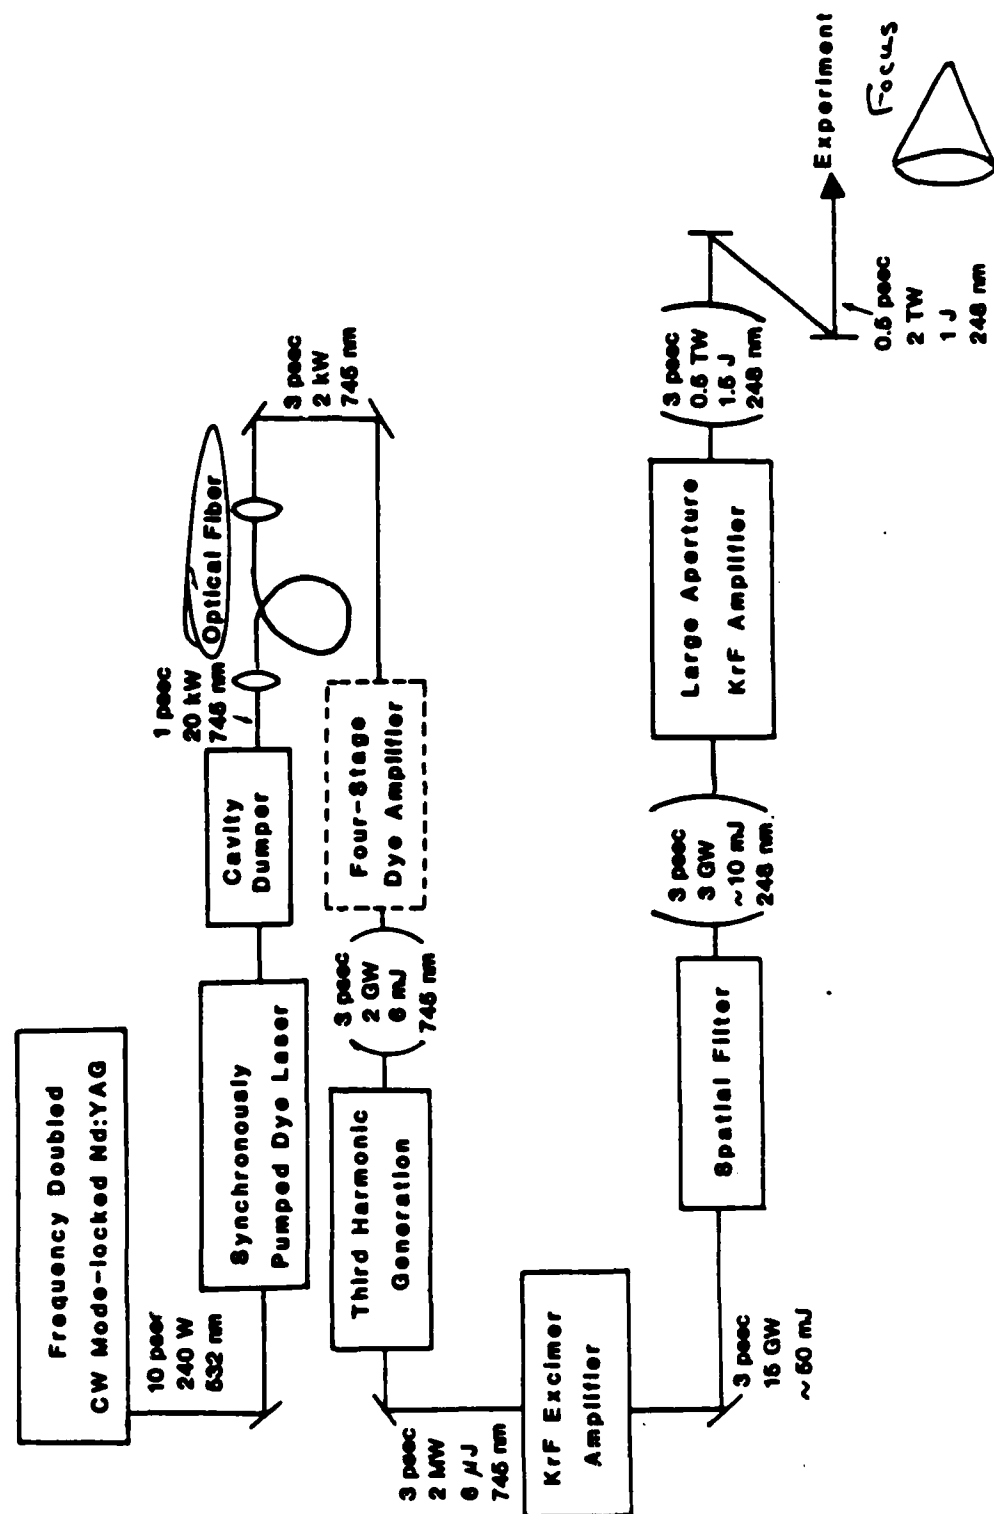 Frequency Doubled
CW Mode-locked Nd:YAG
10 pser
240 W
532 nm
Synchronously
Pumped Dye Laser
Cavity
Dumper
1 psec
20 kW
745 nm
Optical Fiber
3 psec
2 kW
745 nm
Four-Stage
Dye Amplifier
3 psec
2 GW
6 mJ
745 nm
Third Harmonic
Generation
3 psec
2 MW
6 μJ
745 nm
KrF Excimer
Amplifier
3 psec
15 GW
~ 50 mJ
Spatial Filter
3 psec
3 GW
~10 mJ
248 nm
Large Aperture
KrF Amplifier
3 psec
0.5 TW
1.5 J
248 nm
0.5 psec
2 TW
1 J
248 nm
Experiment
Focus